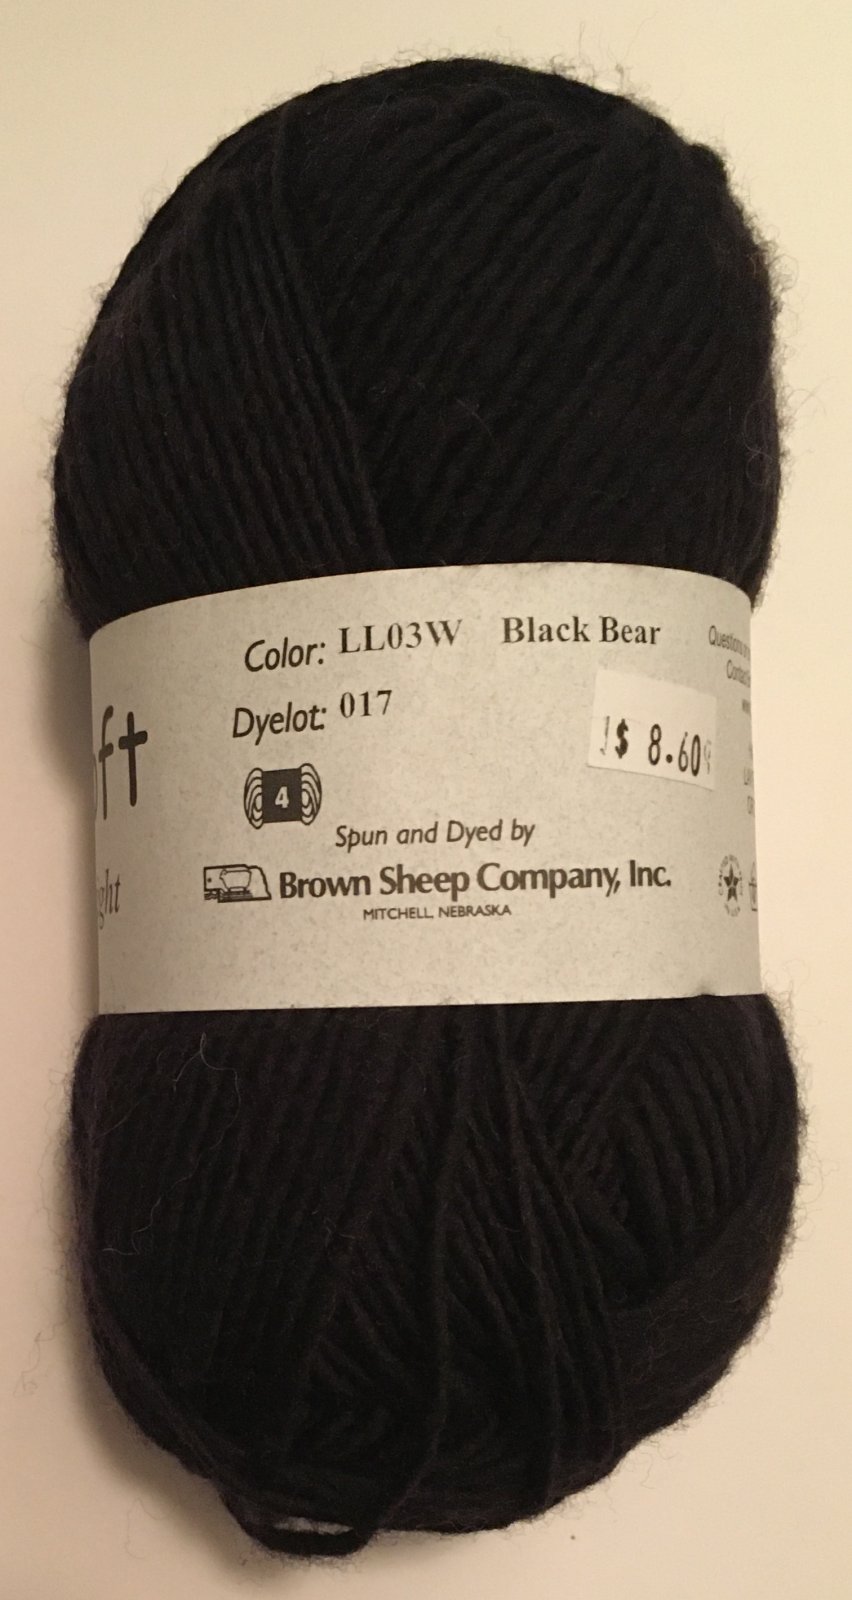 Color: LL03W Black Bear
Dyelot: 017
$ 8.60
4
Spun and Dyed by
Brown Sheep Company, Inc.
MITCHELL, NEBRASKA